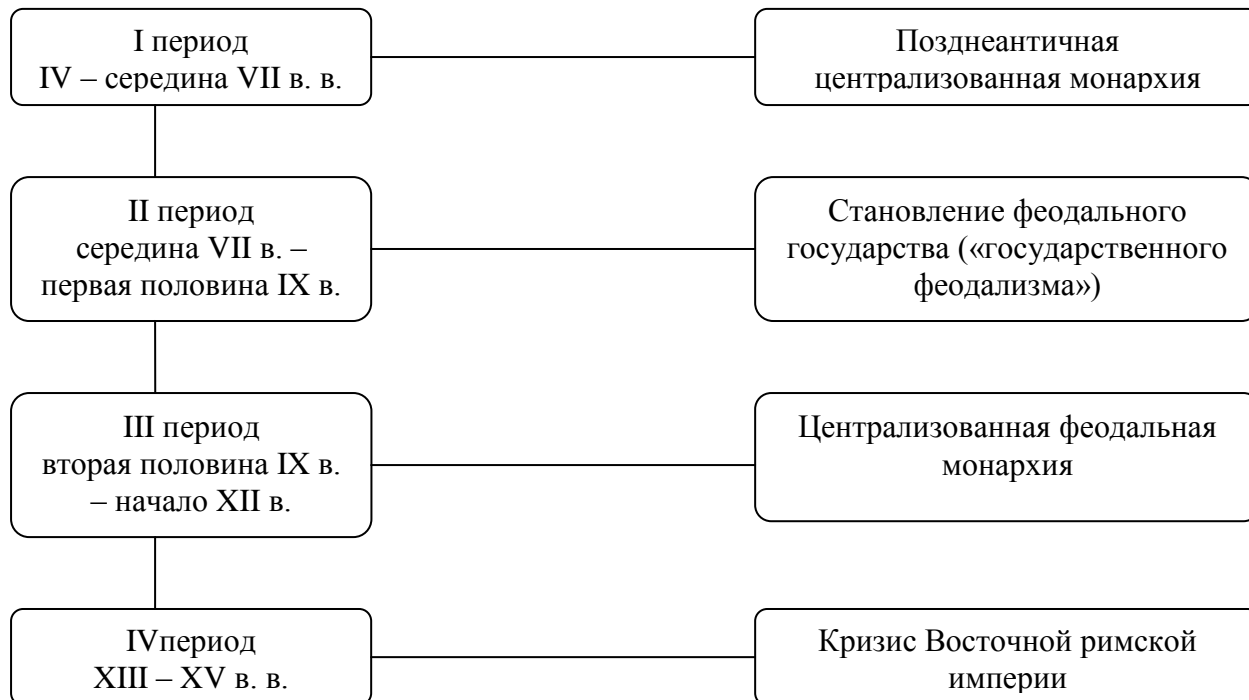 I период
IV – середина VII в. в.
Позднеантичная
централизованная монархия
II период
середина VII в. –
первая половина IX в.
Становление феодального
государства («государственного
феодализма»)
III период
вторая половина IX в.
– начало XII в.
Централизованная феодальная
монархия
IVпериод
XIII – XV в. в.
Кризис Восточной римской
империи